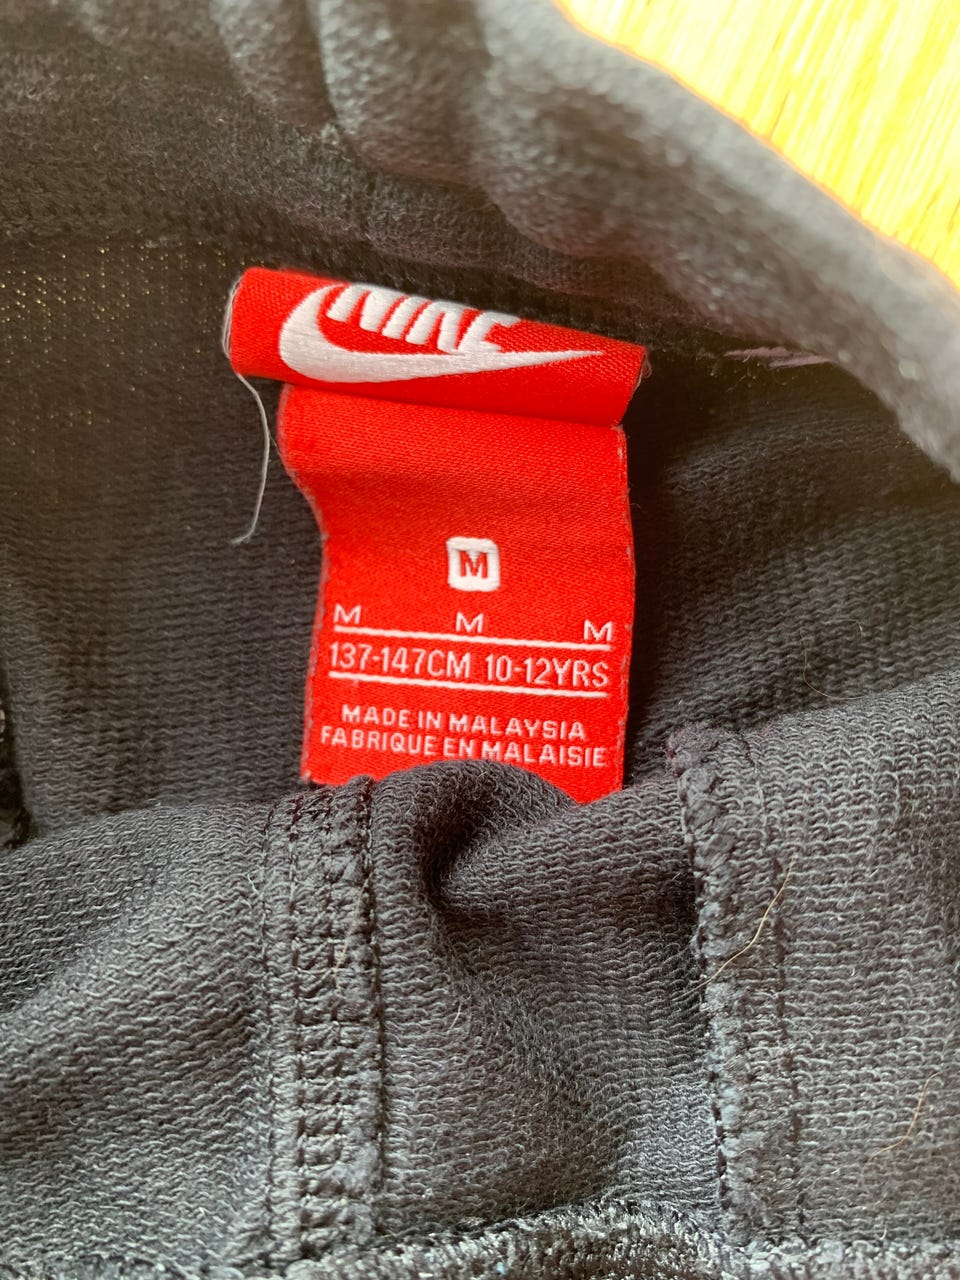 NIKE
M
M M M
137-147CM 10-12YRS
MADE IN MALAYSIA
FABRIQUE EN MALAISIE